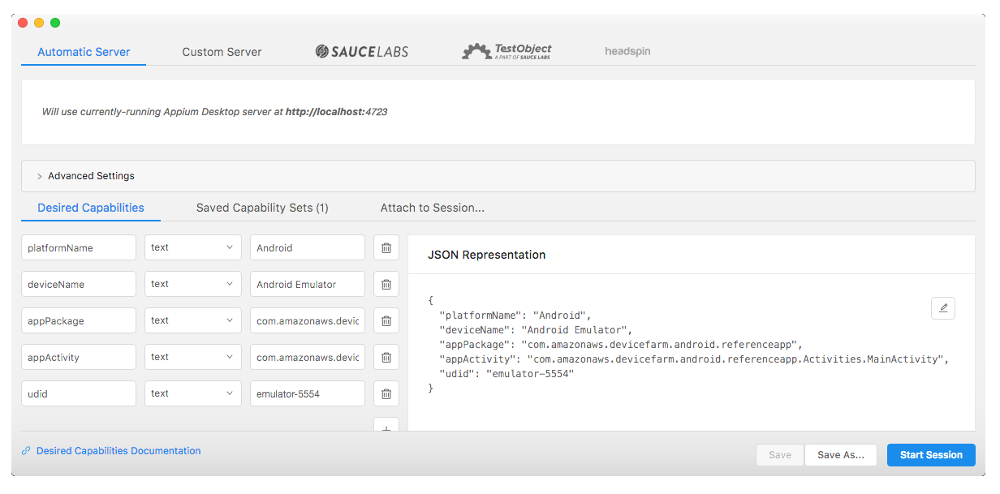 Automatic Server
Custom Server
SAUCELABS
TestObject
A PART OF SAUCE LABS
headspin
Will use currently-running Appium Desktop server at http://localhost:4723
Advanced Settings
Desired Capabilities
Saved Capability Sets (1)
Attach to Session...
platformName text Android
deviceName text Android Emulator
appPackage text com.amazonaws.devic
appActivity text com.amazonaws.devic
udid text emulator-5554
JSON Representation
{
"platformName": "Android",
"deviceName": "Android Emulator",
"appPackage": "com.amazonaws.devicefarm.android.referenceapp",
"appActivity": "com.amazonaws.devicefarm.android.referenceapp.Activities.MainActivity",
"udid": "emulator-5554"
}
Desired Capabilities Documentation
Save
Save As...
Start Session